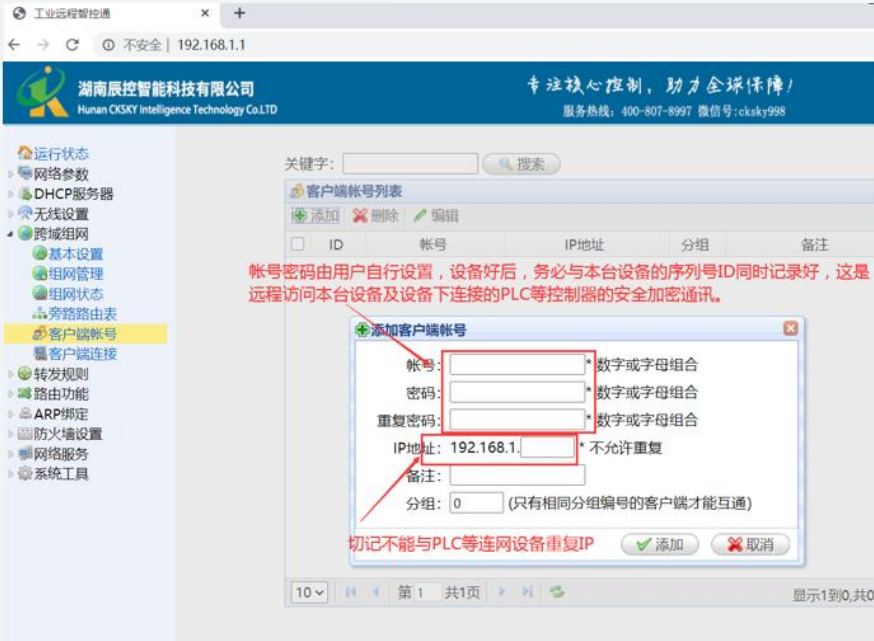 工业远程智控通
不安全 | 192.168.1.1
湖南辰控智能科技有限公司
Hunan CKSKY Intelligence Technology Co.LTD
专注核心控制，助力全球保障！
服务热线：400-807-8997 微信号:cksky998
运行状态
网络参数
DHCP服务器
无线设置
跨域组网
基本设置
组网管理
组网状态
旁路路由表
客户端帐号
客户端连接
转发规则
路由功能
ARP绑定
防火墙设置
网络服务
系统工具
关键字：
搜索
客户端帐号列表
添加 删除 编辑
ID 帐号 IP地址 分组 备注
帐号密码由用户自行设置，设备好后，务必与本台设备的序列号ID同时记录好，这是
远程访问本台设备及设备下连接的PLC等控制器的安全加密通讯。
添加客户端帐号
帐号： * 数字或字母组合
密码： * 数字或字母组合
重复密码： * 数字或字母组合
IP地址：192.168.1. * 不允许重复
备注：
分组：0 (只有相同分组编号的客户端才能互通)
切记不能与PLC等连网设备重复IP
添加 取消
10 第 1 共1页 显示1到0,共0